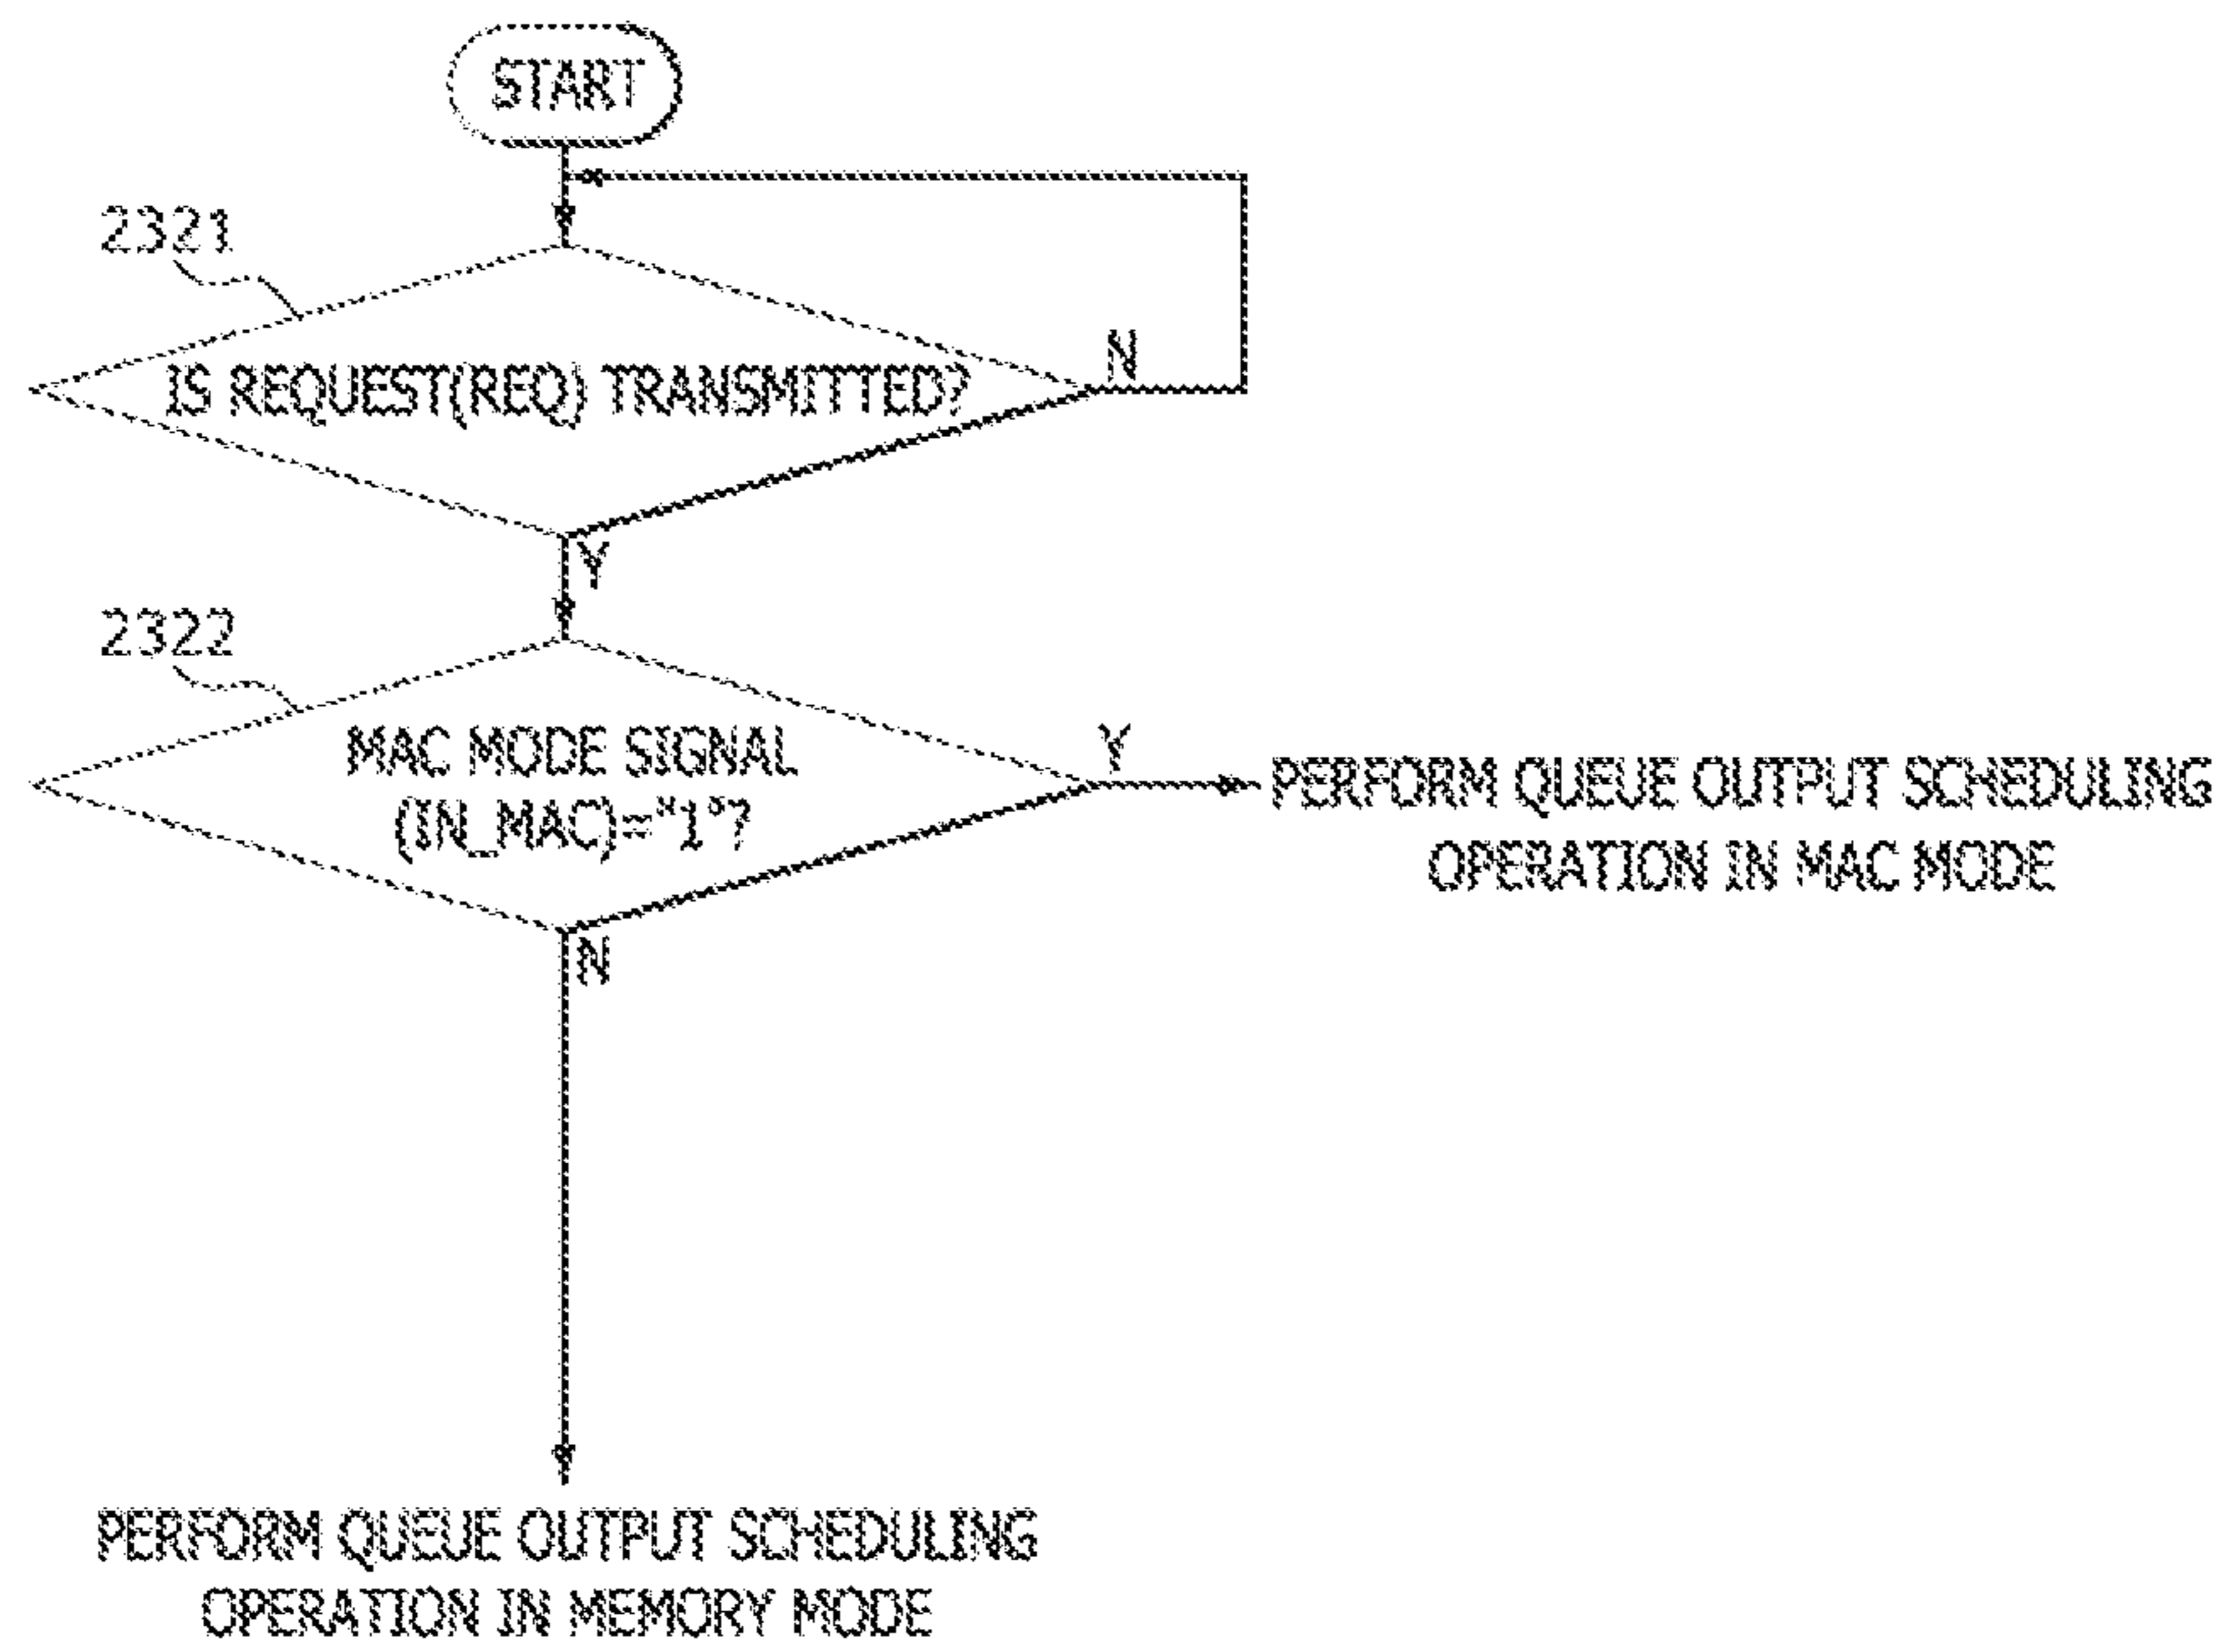 START
2321
IS REQUEST(REQ) TRANSMITTED?
N
Y
2322
MAC MODE SIGNAL
(IN_MAC)="1"?
Y
PERFORM QUEUE OUTPUT SCHEDULING
OPERATION IN MAC MODE
N
PERFORM QUEUE OUTPUT SCHEDULING
OPERATION IN MEMORY MODE